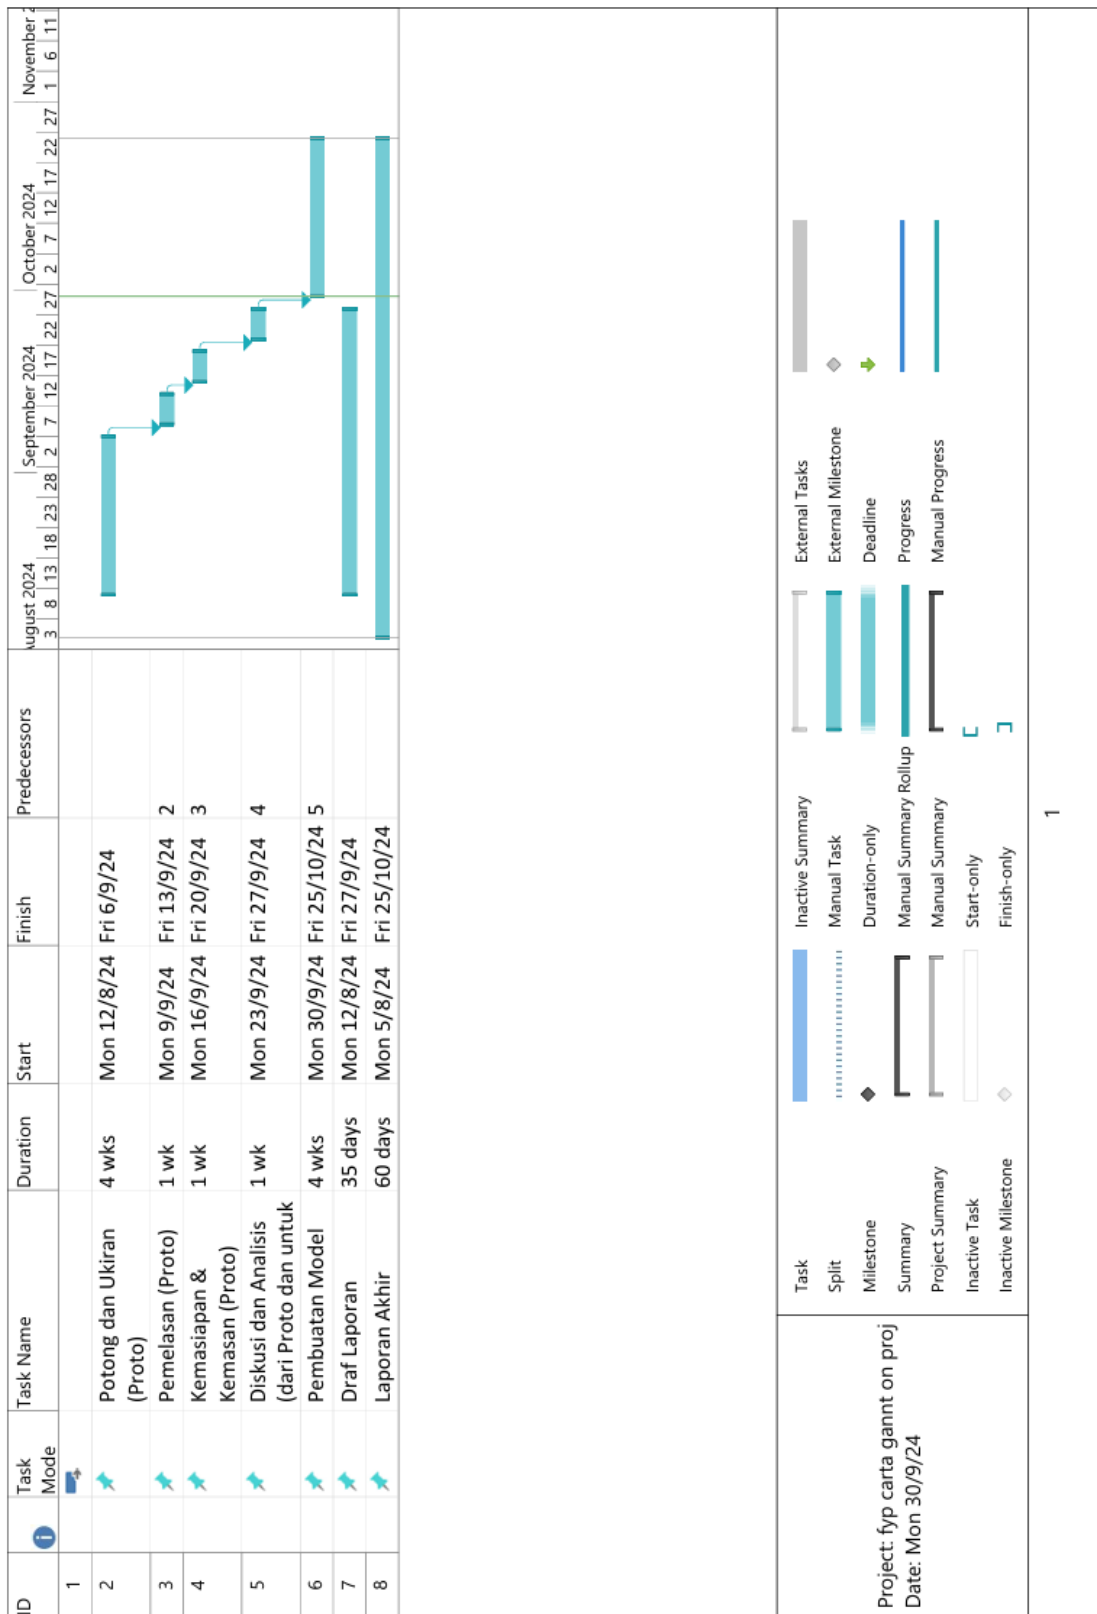 ID Task Mode Task Name Duration Start Finish Predecessors
August 2024 September 2024 October 2024 November 2
3 8 13 18 23 28 2 7 12 17 22 27 2 7 12 17 22 27 1 6 11
1
2 Potong dan Ukiran (Proto) 4 wks Mon 12/8/24 Fri 6/9/24
3 Pemelasan (Proto) 1 wk Mon 9/9/24 Fri 13/9/24 2
4 Kemasiapan & Kemasan (Proto) 1 wk Mon 16/9/24 Fri 20/9/24 3
5 Diskusi dan Analisis (dari Proto dan untuk 1 wk Mon 23/9/24 Fri 27/9/24 4
6 Pembuatan Model 4 wks Mon 30/9/24 Fri 25/10/24 5
7 Draf Laporan 35 days Mon 12/8/24 Fri 27/9/24
8 Laporan Akhir 60 days Mon 5/8/24 Fri 25/10/24
Project: fyp carta gannt on proj
Date: Mon 30/9/24
Task
Split
Milestone
Summary
Project Summary
Inactive Task
Inactive Milestone
Inactive Summary
Manual Task
Duration-only
Manual Summary Rollup
Manual Summary
Start-only
Finish-only
External Tasks
External Milestone
Deadline
Progress
Manual Progress
1